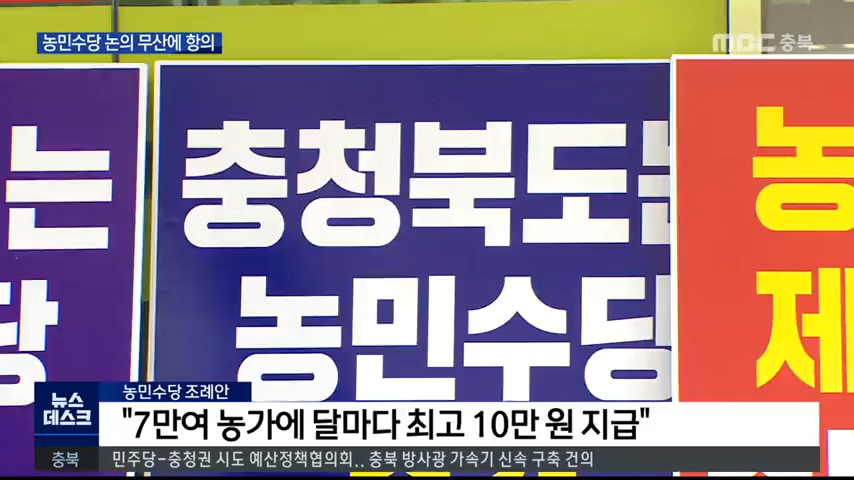 농민수당 논의 무산에 항의
MBC 충북
는
당
충청북도는
농민수당
농
제
뉴스
데스크
농민수당 조례안
"7만여 농가에 달마다 최고 10만 원 지급"
충북
민주당-충청권 시도 예산정책협의회.. 충북 방사광 가속기 신속 구축 건의